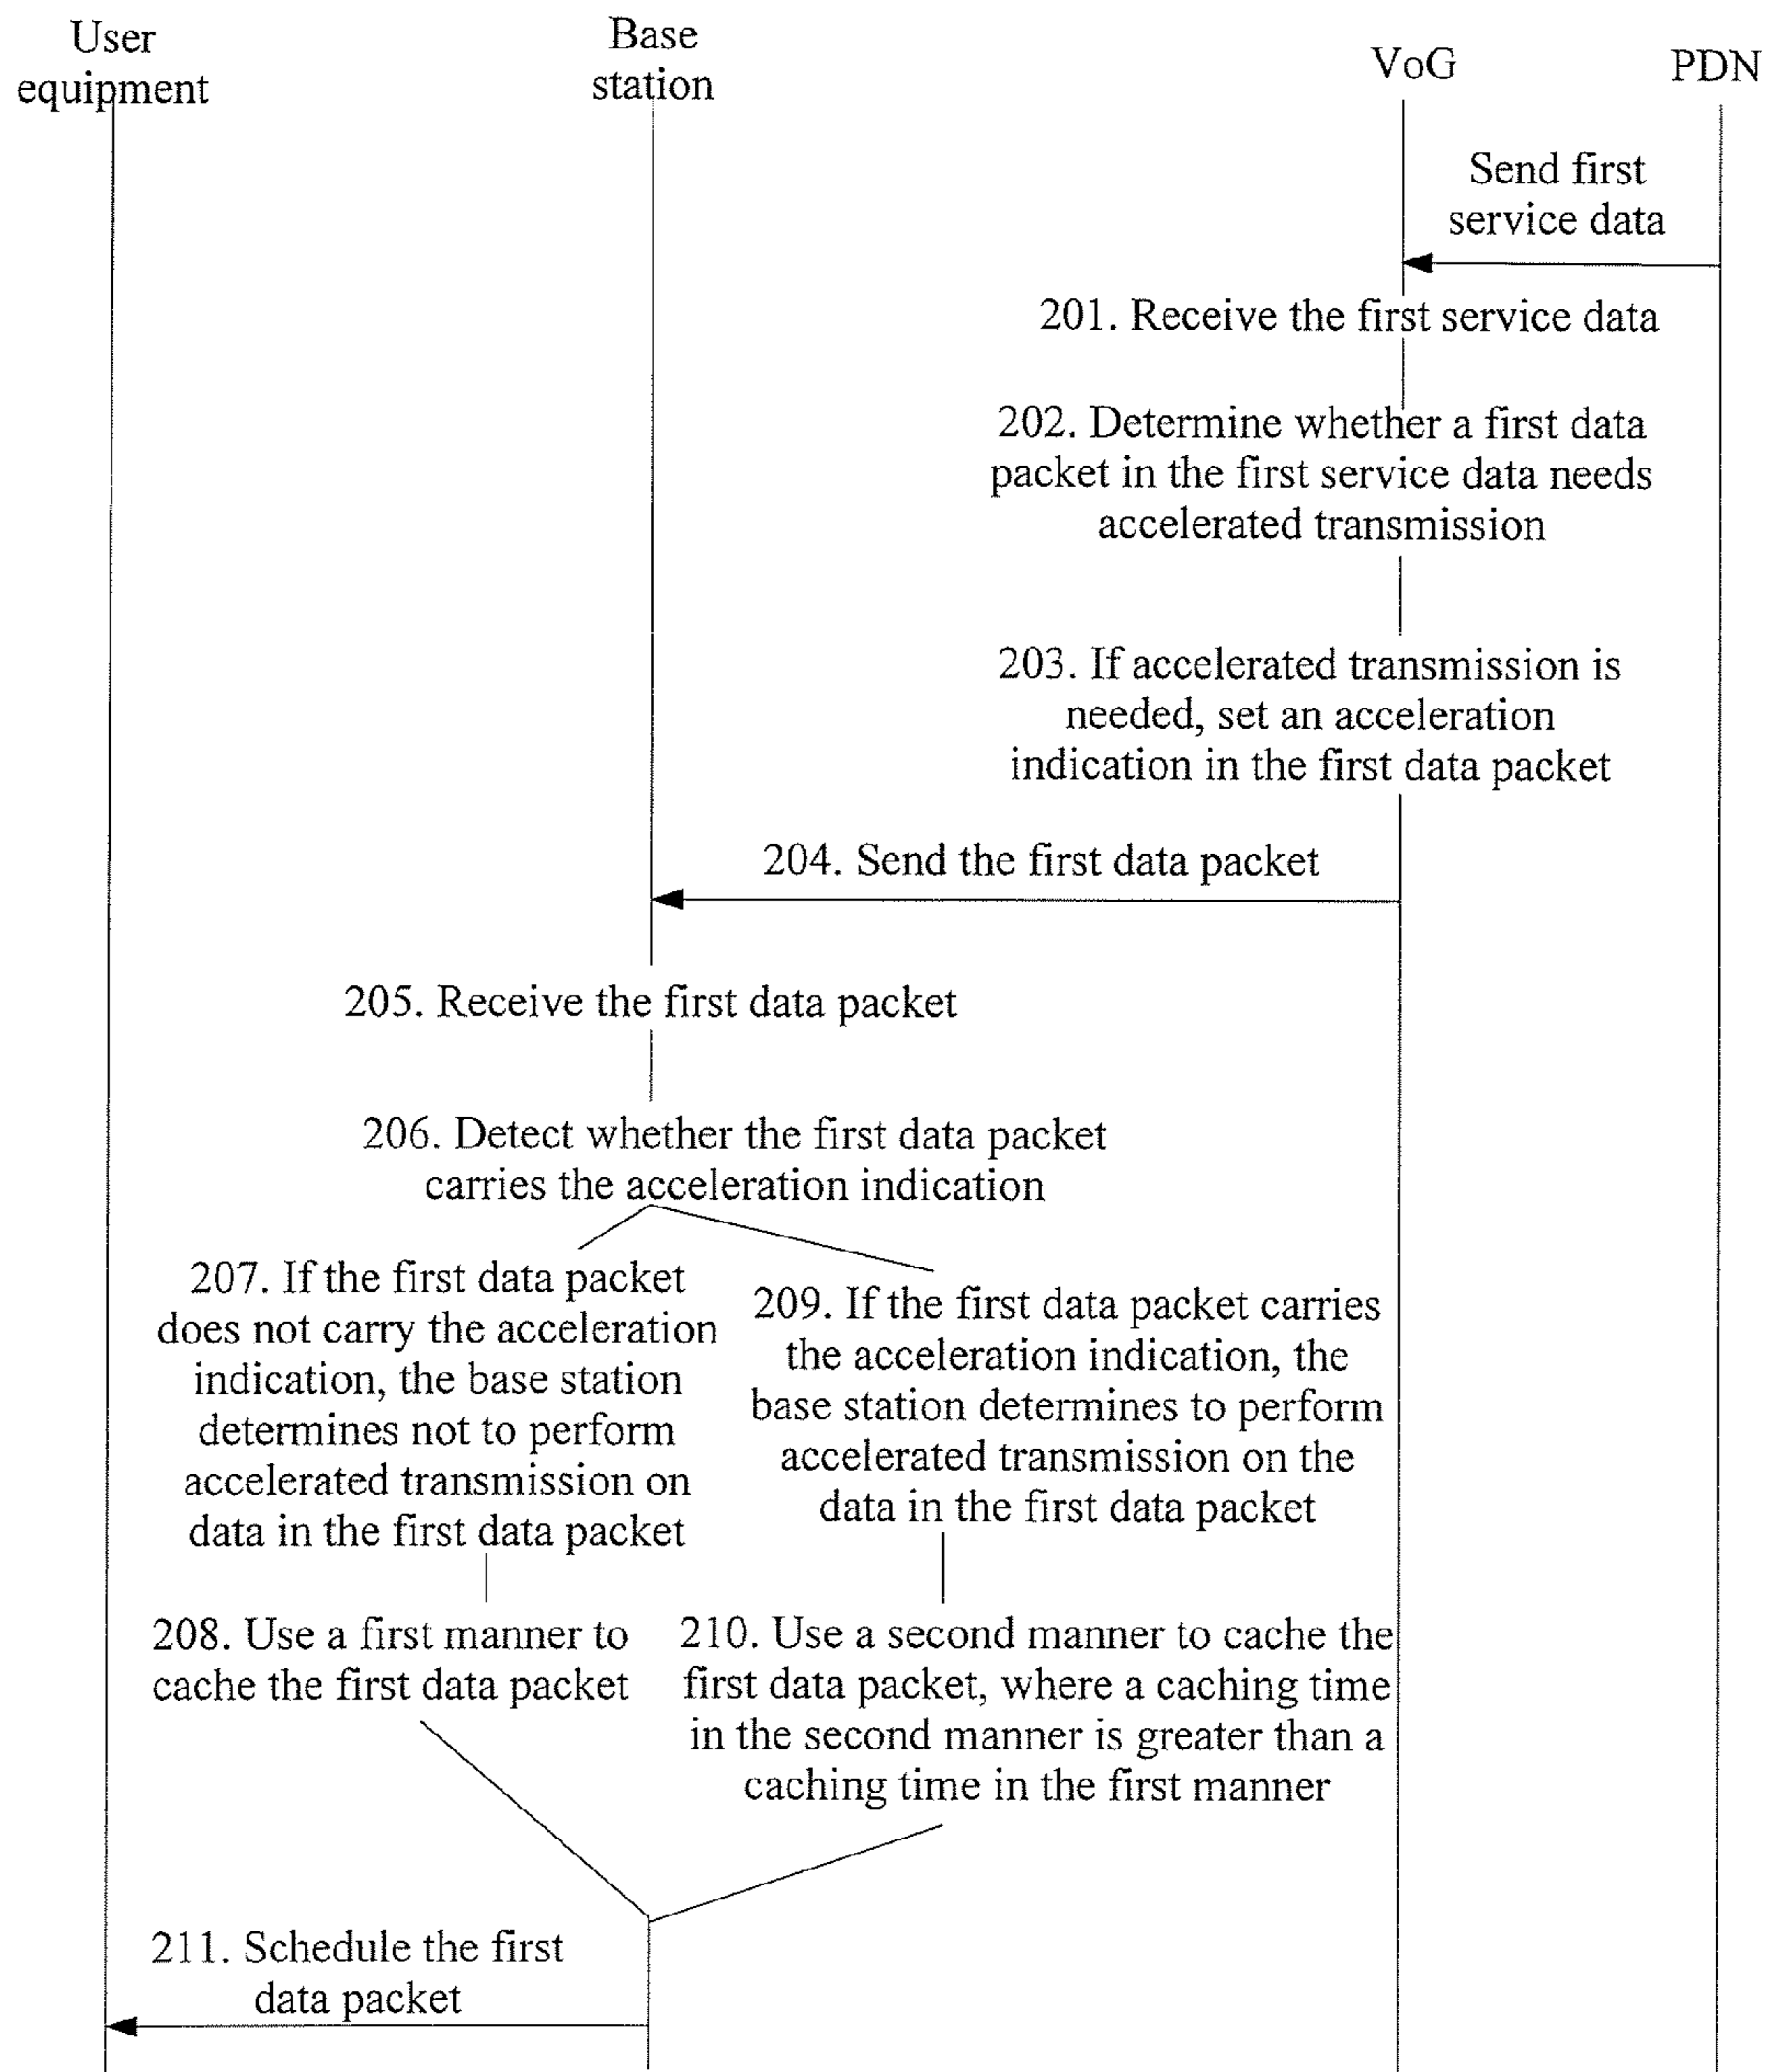 User
equipment
Base
station
VoG
PDN
Send first
service data
201. Receive the first service data
202. Determine whether a first data
packet in the first service data needs
accelerated transmission
203. If accelerated transmission is
needed, set an acceleration
indication in the first data packet
204. Send the first data packet
205. Receive the first data packet
206. Detect whether the first data packet
carries the acceleration indication
207. If the first data packet
does not carry the acceleration
indication, the base station
determines not to perform
accelerated transmission on
data in the first data packet
209. If the first data packet carries
the acceleration indication, the
base station determines to perform
accelerated transmission on the
data in the first data packet
208. Use a first manner to
cache the first data packet
210. Use a second manner to cache the
first data packet, where a caching time
in the second manner is greater than a
caching time in the first manner
211. Schedule the first
data packet